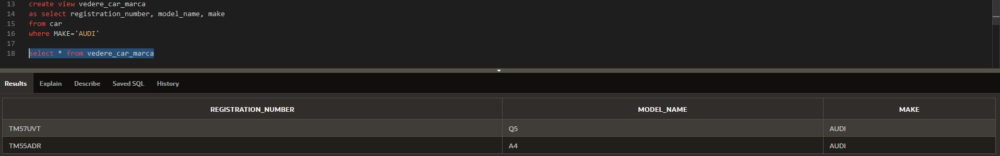 13 create view vedere_car_marca
14 as select registration_number, model_name, make
15 from car
16 where MAKE='AUDI'
17
18 select * from vedere_car_marca
Results Explain Describe Saved SQL History
REGISTRATION_NUMBER MODEL_NAME MAKE
TM57UVT Q5 AUDI
TM55ADR A4 AUDI